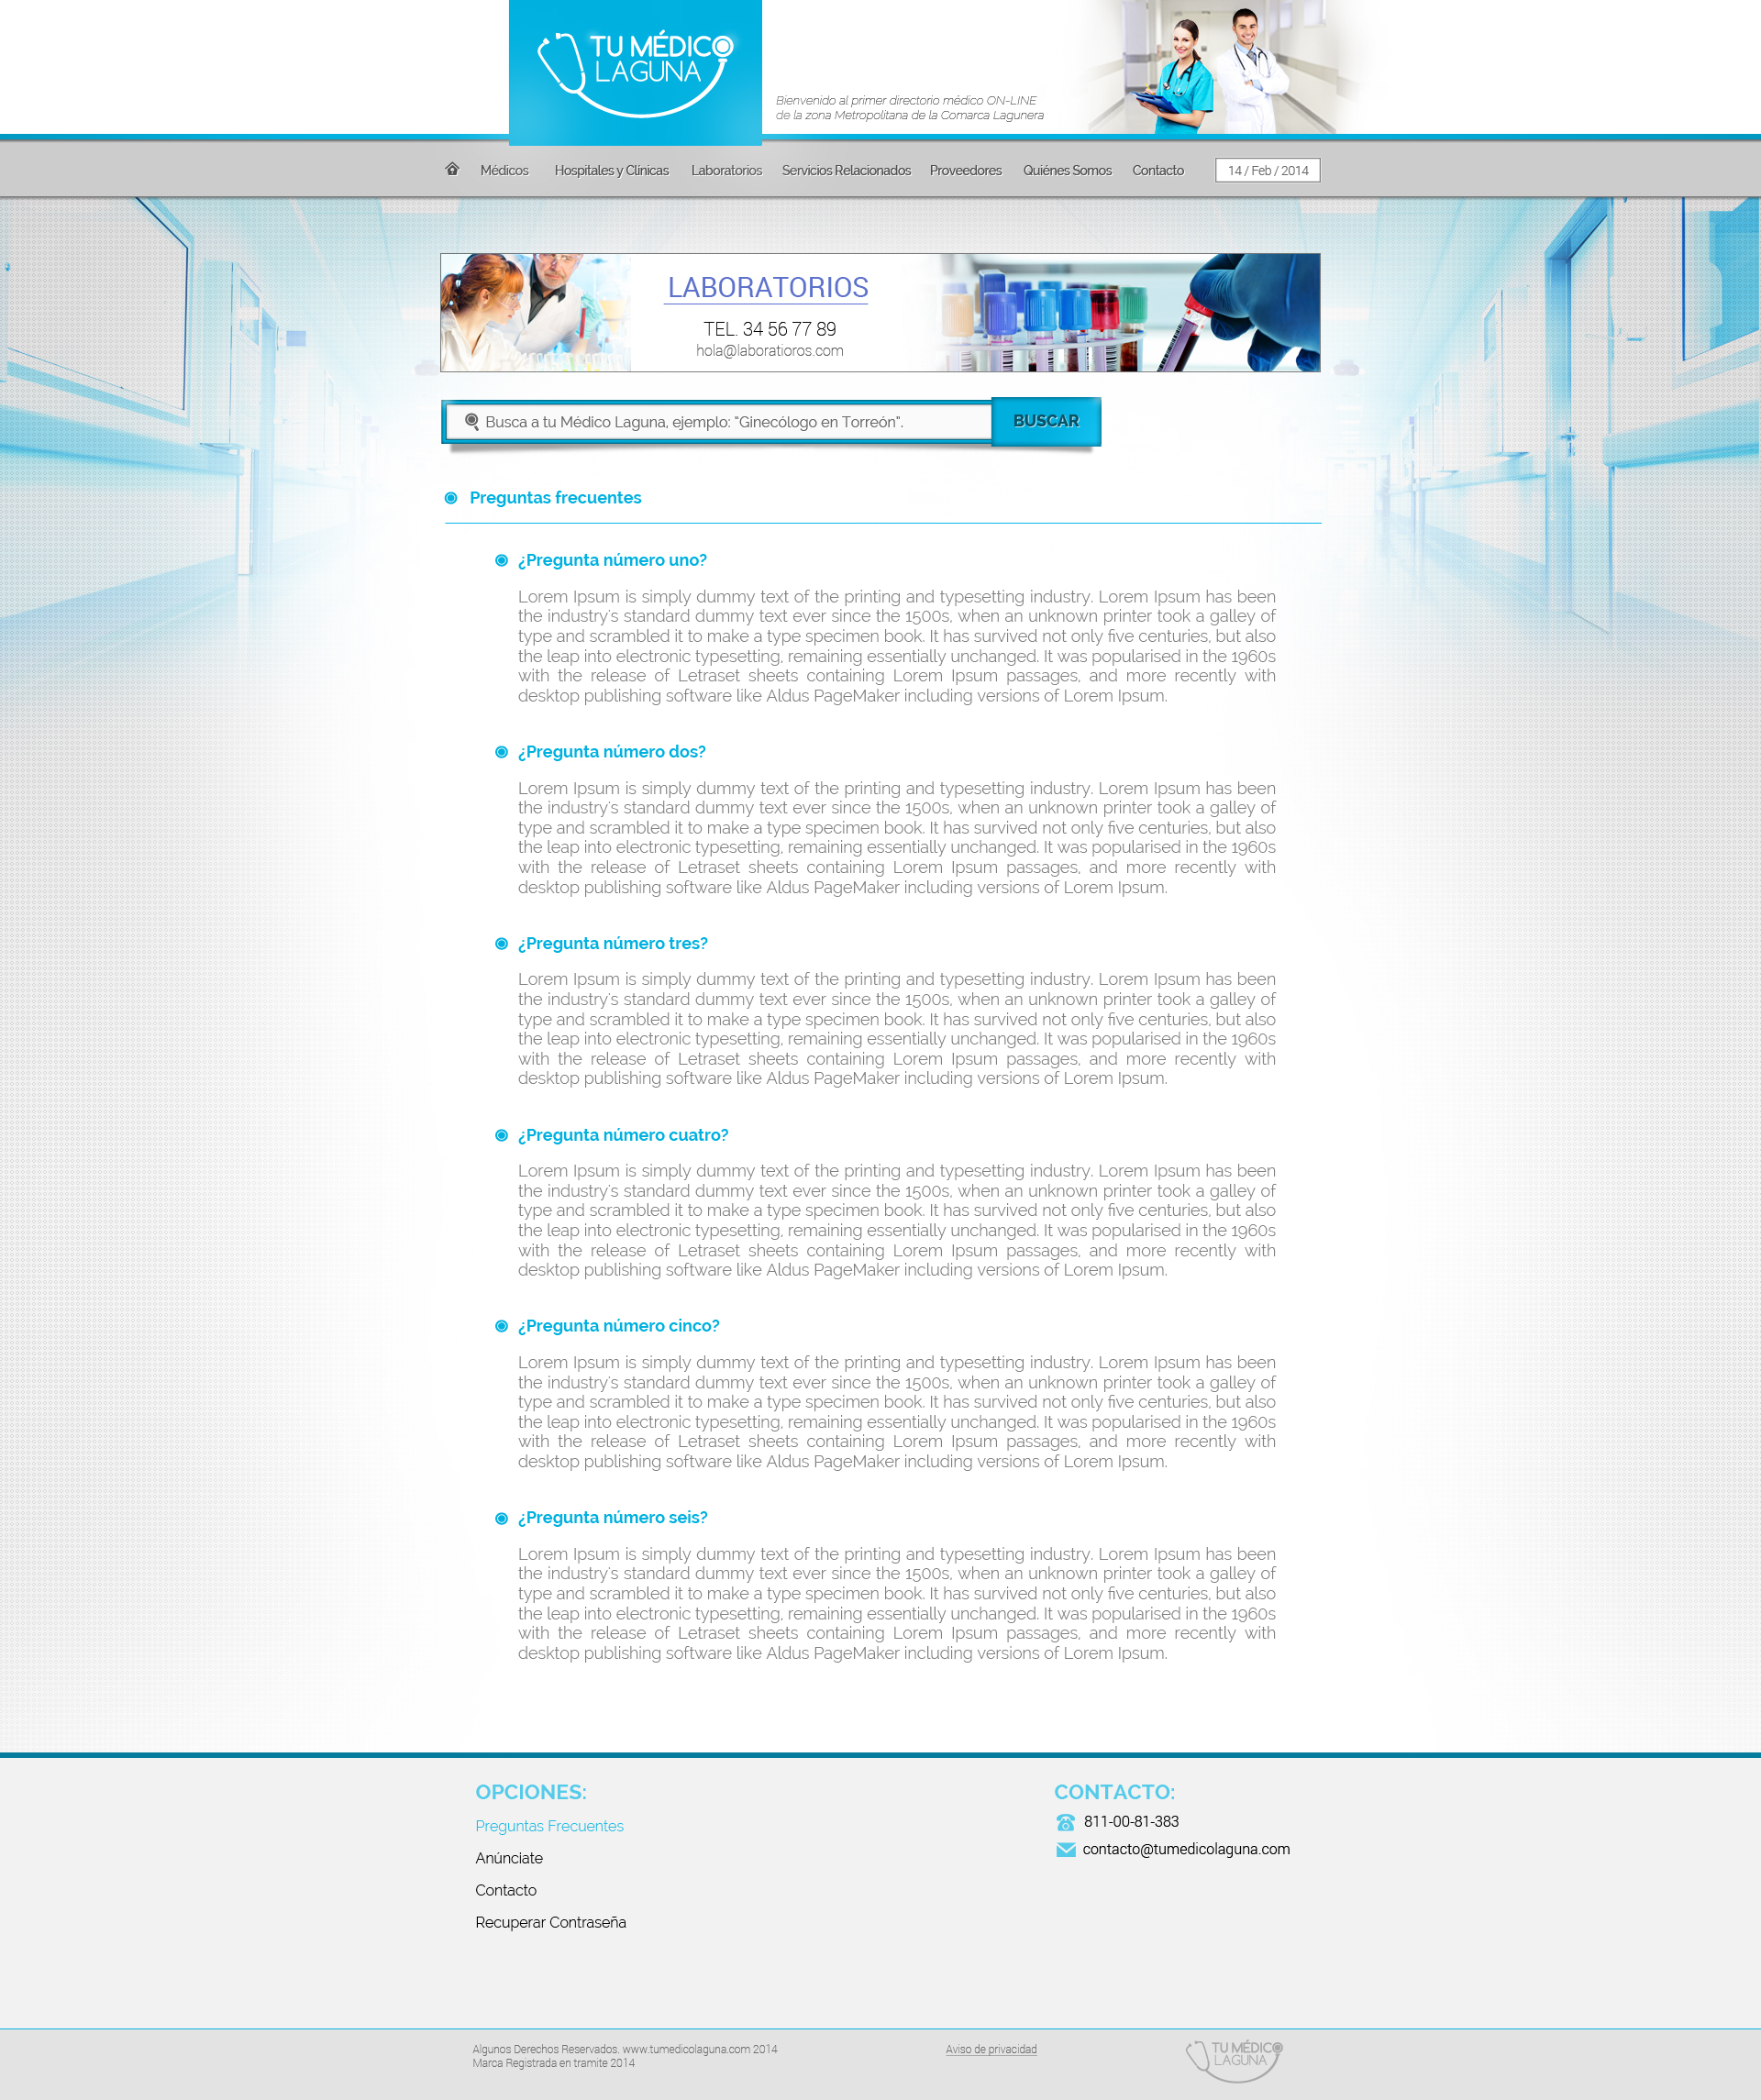 TU MÉDICO
LAGUNA
Bienvenido al primer directorio médico ON-LINE
de la zona Metropolitana de la Comarca Lagunera
Médicos Hospitales y Clínicas Laboratorios Servicios Relacionados Proveedores Quiénes Somos Contacto 14 / Feb / 2014
LABORATORIOS
TEL. 34 56 77 89
hola@laboratioros.com
Busca a tu Médico Laguna, ejemplo: “Ginecólogo en Torreón”. BUSCAR
Preguntas frecuentes
¿Pregunta número uno?
Lorem Ipsum is simply dummy text of the printing and typesetting industry. Lorem Ipsum has been
the industry's standard dummy text ever since the 1500s, when an unknown printer took a galley of
type and scrambled it to make a type specimen book. It has survived not only five centuries, but also
the leap into electronic typesetting, remaining essentially unchanged. It was popularised in the 1960s
with the release of Letraset sheets containing Lorem Ipsum passages, and more recently with
desktop publishing software like Aldus PageMaker including versions of Lorem Ipsum.
¿Pregunta número dos?
Lorem Ipsum is simply dummy text of the printing and typesetting industry. Lorem Ipsum has been
the industry's standard dummy text ever since the 1500s, when an unknown printer took a galley of
type and scrambled it to make a type specimen book. It has survived not only five centuries, but also
the leap into electronic typesetting, remaining essentially unchanged. It was popularised in the 1960s
with the release of Letraset sheets containing Lorem Ipsum passages, and more recently with
desktop publishing software like Aldus PageMaker including versions of Lorem Ipsum.
¿Pregunta número tres?
Lorem Ipsum is simply dummy text of the printing and typesetting industry. Lorem Ipsum has been
the industry's standard dummy text ever since the 1500s, when an unknown printer took a galley of
type and scrambled it to make a type specimen book. It has survived not only five centuries, but also
the leap into electronic typesetting, remaining essentially unchanged. It was popularised in the 1960s
with the release of Letraset sheets containing Lorem Ipsum passages, and more recently with
desktop publishing software like Aldus PageMaker including versions of Lorem Ipsum.
¿Pregunta número cuatro?
Lorem Ipsum is simply dummy text of the printing and typesetting industry. Lorem Ipsum has been
the industry's standard dummy text ever since the 1500s, when an unknown printer took a galley of
type and scrambled it to make a type specimen book. It has survived not only five centuries, but also
the leap into electronic typesetting, remaining essentially unchanged. It was popularised in the 1960s
with the release of Letraset sheets containing Lorem Ipsum passages, and more recently with
desktop publishing software like Aldus PageMaker including versions of Lorem Ipsum.
¿Pregunta número cinco?
Lorem Ipsum is simply dummy text of the printing and typesetting industry. Lorem Ipsum has been
the industry's standard dummy text ever since the 1500s, when an unknown printer took a galley of
type and scrambled it to make a type specimen book. It has survived not only five centuries, but also
the leap into electronic typesetting, remaining essentially unchanged. It was popularised in the 1960s
with the release of Letraset sheets containing Lorem Ipsum passages, and more recently with
desktop publishing software like Aldus PageMaker including versions of Lorem Ipsum.
¿Pregunta número seis?
Lorem Ipsum is simply dummy text of the printing and typesetting industry. Lorem Ipsum has been
the industry's standard dummy text ever since the 1500s, when an unknown printer took a galley of
type and scrambled it to make a type specimen book. It has survived not only five centuries, but also
the leap into electronic typesetting, remaining essentially unchanged. It was popularised in the 1960s
with the release of Letraset sheets containing Lorem Ipsum passages, and more recently with
desktop publishing software like Aldus PageMaker including versions of Lorem Ipsum.
OPCIONES:
Preguntas Frecuentes
Anúnciate
Contacto
Recuperar Contraseña
CONTACTO:
811-00-81-383
contacto@tumedicolaguna.com
Algunos Derechos Reservados. www.tumedicolaguna.com 2014
Marca Registrada en tramite 2014
Aviso de privacidad
TU MÉDICO
LAGUNA